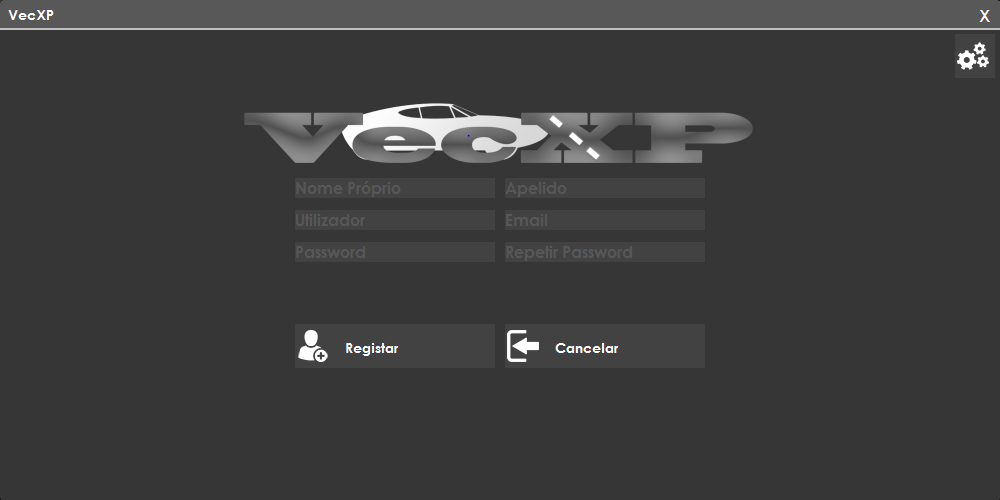 VecXP X
VecXP
Nome Próprio Apelido
Utilizador Email
Password Repetir Password
Registar Cancelar